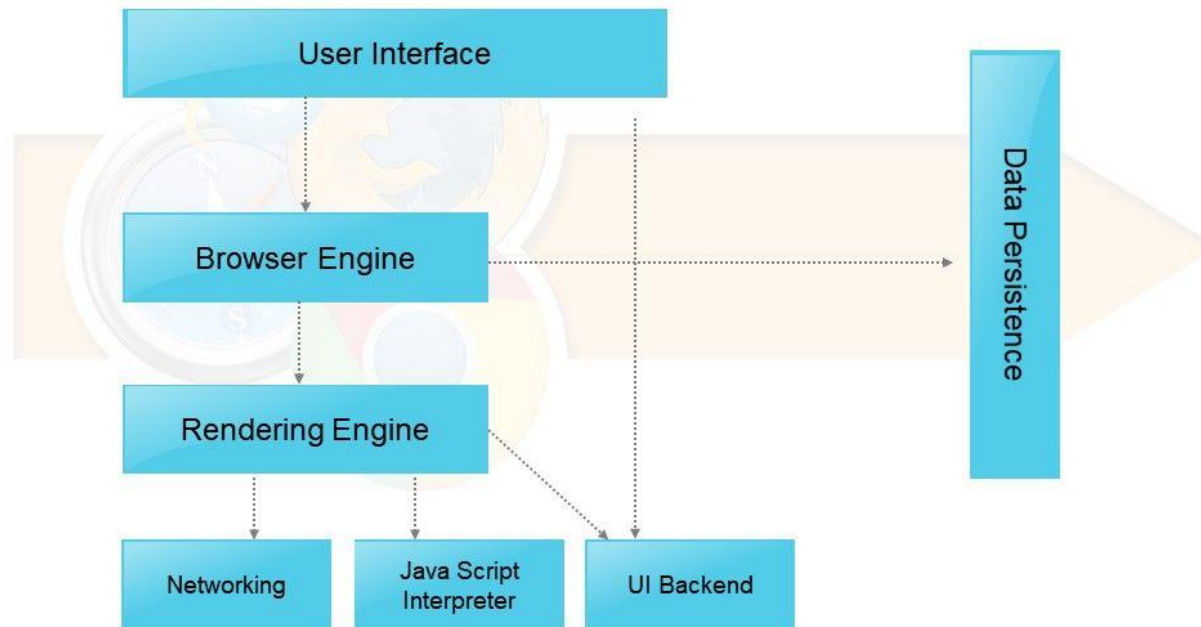 User Interface
Data Persistence
Browser Engine
Rendering Engine
Networking
Java Script
Interpreter
UI Backend
N
S